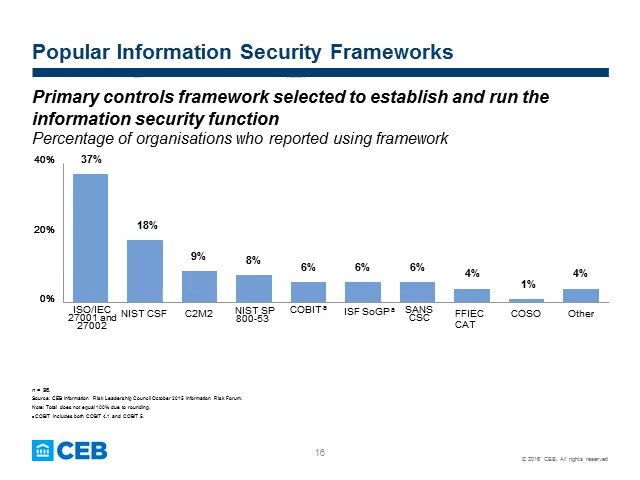 Popular Information Security Frameworks
Primary controls framework selected to establish and run the
information security function
Percentage of organisations who reported using framework
40%
37%
20%
18%
9%
8%
6%
6%
6%
4%
1%
4%
0%
ISO/IEC
27001 and
27002
NIST CSF
C2M2
NIST SP
800-53
COBITª
ISF SoGPª
SANS
CSC
FFIEC
CAT
COSO
Other
n = 96.
Source: CEB Information Risk Leadership Council October 2015 Information Risk Forum.
Note: Total does not equal 100% due to rounding.
ª COBIT includes both COBIT 4.1 and COBIT 5.
CEB
16
© 2016 CEB. All rights reserved